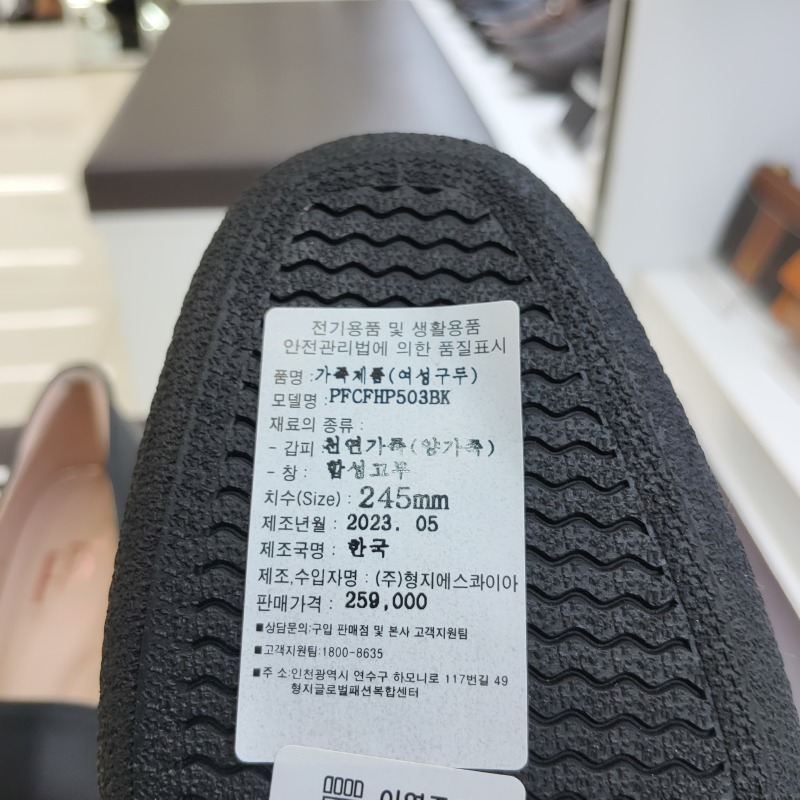 전기용품 및 생활용품
안전관리법에 의한 품질표시
품명 : 가죽제품(여성구두)
모델명 : PFCFHP503BK
재료의 종류 :
- 갑피 : 천연가죽(양가죽)
- 창 : 합성고무
치수(Size) : 245mm
제조년월 : 2023. 05
제조국명 : 한국
제조,수입자명 : (주)형지에스콰이아
판매가격 : 259,000
■상담문의:구입 판매점 및 본사 고객지원팀
■고객지원팀:1800-8635
■주 소:인천광역시 연수구 하모니로 117번길 49
형지글로벌패션복합센터